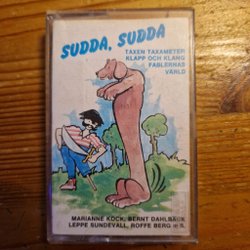 SUDDA, SUDDA
TAXEN TAXAMETER
KLAPP OCH KLANG
FABLERNAS
VÄRLD
MARIANNE KOCK, BERNT DAHLBÄCK
LEPPE SUNDEVALL, ROFFE BERG m fl.